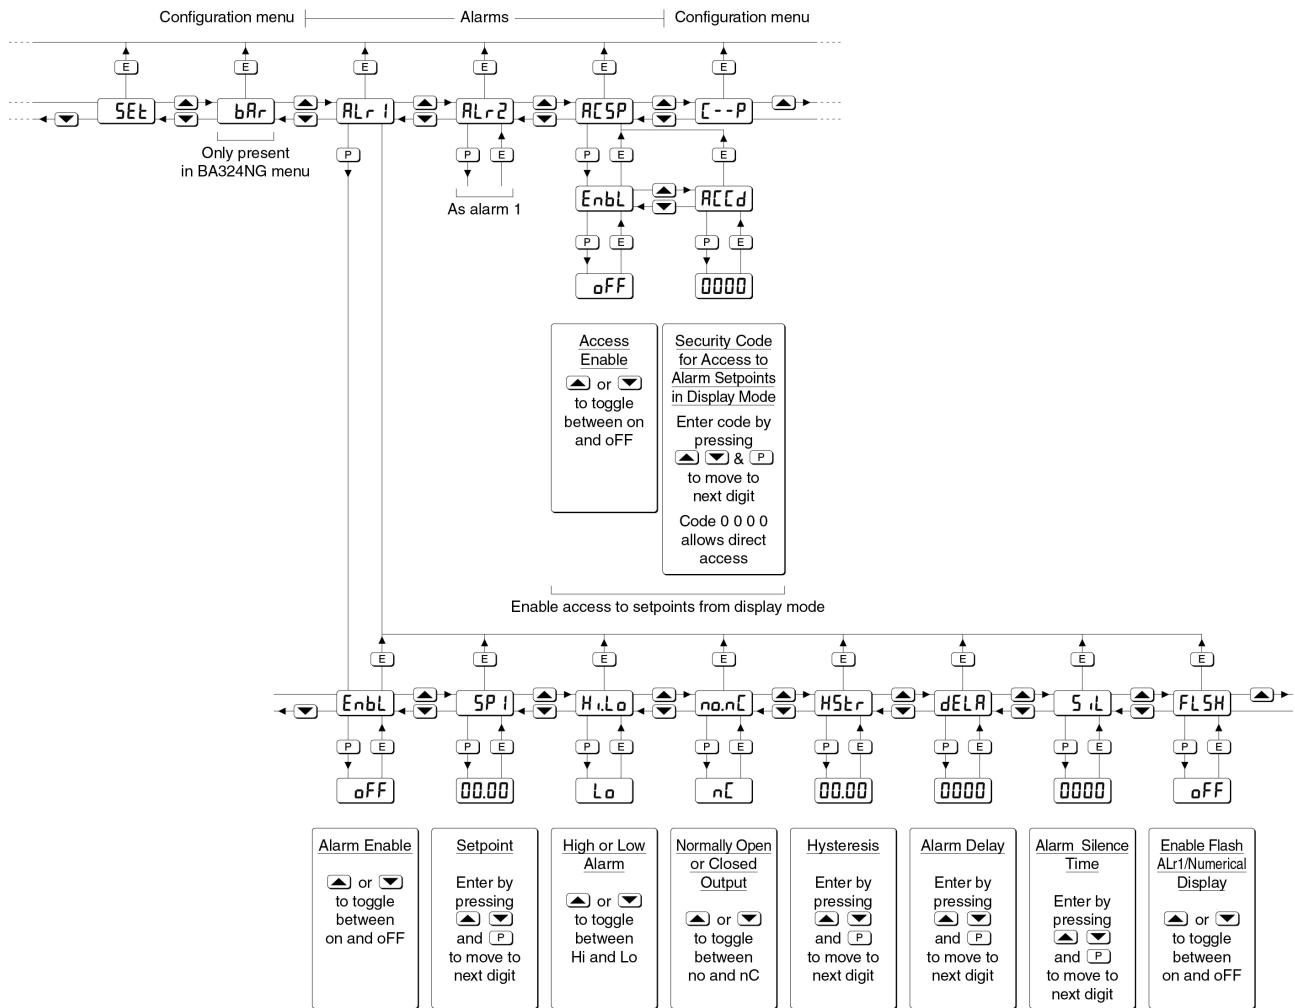 Configuration menu Alarms Configuration menu
E E E E E E
SEt bAr ALr1 ALr2 ACSP C--P
Only present
in BA324NG menu
P P E P E E
As alarm 1
EnbL ACCd
P E P E
oFF 0000
Access
Enable
or
to toggle
between on
and oFF
Security Code
for Access to
Alarm Setpoints
in Display Mode
Enter code by
pressing
& P
to move to
next digit
Code 0 0 0 0
allows direct
access
Enable access to setpoints from display mode
E E E E E E E E
EnbL SP1 Hi.Lo no.nC HStr dELA SiL FLSH
P E P E P E P E P E P E P E P E
oFF 00.00 Lo nC 00.00 0000 0000 oFF
Alarm Enable
or
to toggle
between
on and oFF
Setpoint
Enter by
pressing
and P
to move to
next digit
High or Low
Alarm
or
to toggle
between
Hi and Lo
Normally Open
or Closed
Output
or
to toggle
between
no and nC
Hysteresis
Enter by
pressing
and P
to move to
next digit
Alarm Delay
Enter by
pressing
and P
to move to
next digit
Alarm Silence
Time
Enter by
pressing
and P
to move to
next digit
Enable Flash
ALr1/Numerical
Display
or
to toggle
between
on and oFF